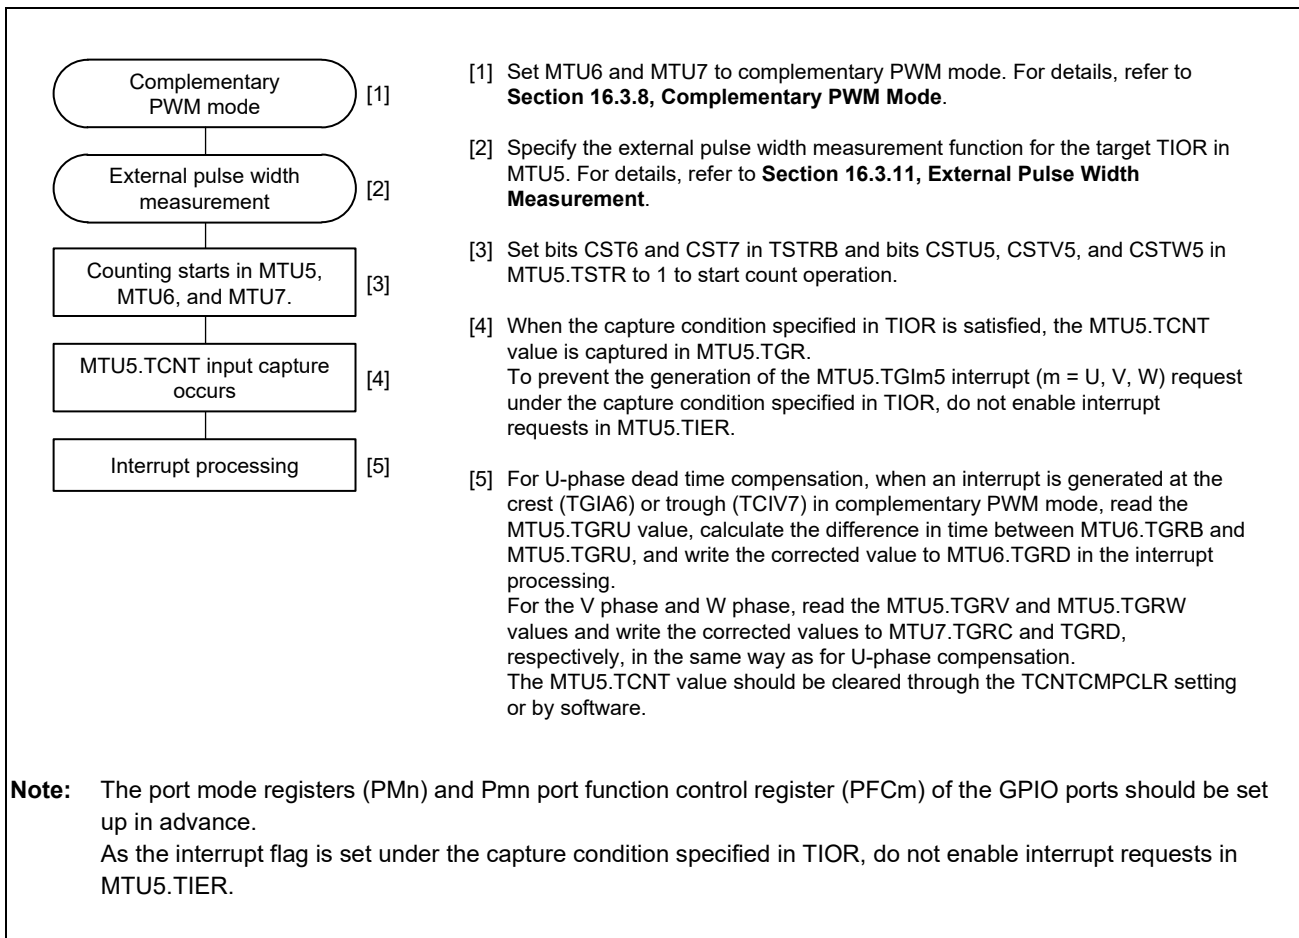 Complementary
PWM mode
[1]
External pulse width
measurement
[2]
Counting starts in MTU5,
MTU6, and MTU7.
[3]
MTU5.TCNT input capture
occurs
[4]
Interrupt processing
[5]
[1] Set MTU6 and MTU7 to complementary PWM mode. For details, refer to
Section 16.3.8, Complementary PWM Mode.
[2] Specify the external pulse width measurement function for the target TIOR in
MTU5. For details, refer to Section 16.3.11, External Pulse Width
Measurement.
[3] Set bits CST6 and CST7 in TSTRB and bits CSTU5, CSTV5, and CSTW5 in
MTU5.TSTR to 1 to start count operation.
[4] When the capture condition specified in TIOR is satisfied, the MTU5.TCNT
value is captured in MTU5.TGR.
To prevent the generation of the MTU5.TGIm5 interrupt (m = U, V, W) request
under the capture condition specified in TIOR, do not enable interrupt
requests in MTU5.TIER.
[5] For U-phase dead time compensation, when an interrupt is generated at the
crest (TGIA6) or trough (TCIV7) in complementary PWM mode, read the
MTU5.TGRU value, calculate the difference in time between MTU6.TGRB and
MTU5.TGRU, and write the corrected value to MTU6.TGRD in the interrupt
processing.
For the V phase and W phase, read the MTU5.TGRV and MTU5.TGRW
values and write the corrected values to MTU7.TGRC and TGRD,
respectively, in the same way as for U-phase compensation.
The MTU5.TCNT value should be cleared through the TCNTCMPCLR setting
or by software.
Note: The port mode registers (PMn) and Pmn port function control register (PFCm) of the GPIO ports should be set
up in advance.
As the interrupt flag is set under the capture condition specified in TIOR, do not enable interrupt requests in
MTU5.TIER.